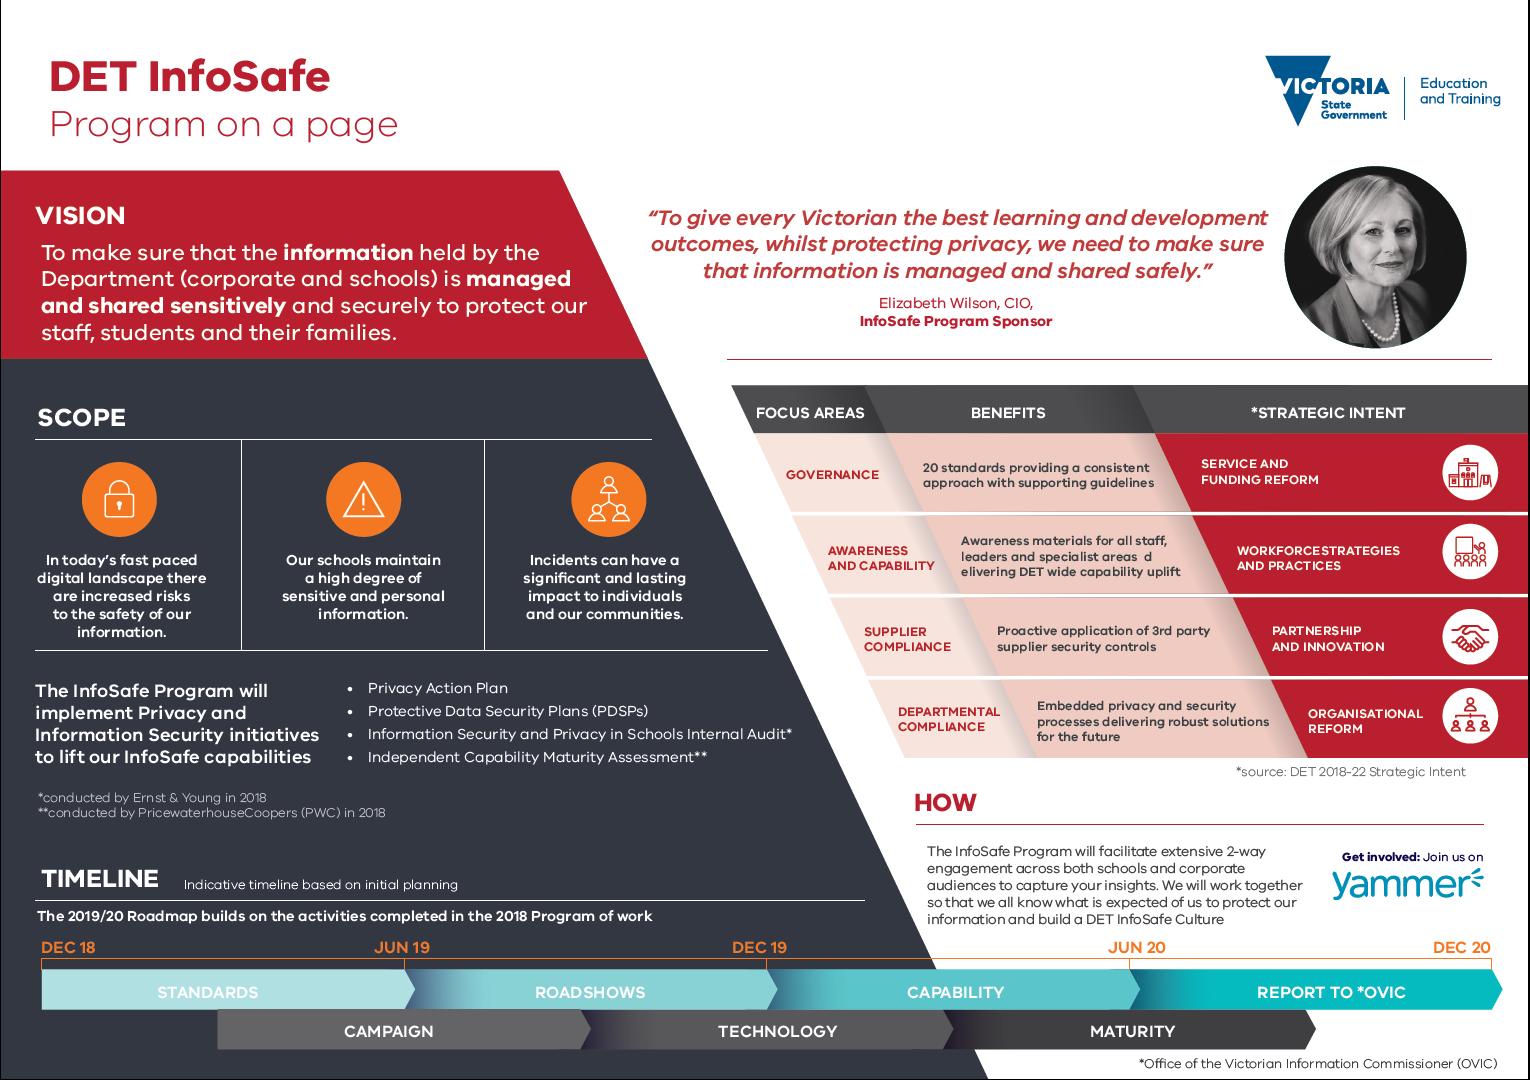 DET InfoSafe
Program on a page
VICTORIA
State
Government
Education
and Training
VISION
To make sure that the information held by the
Department (corporate and schools) is managed
and shared sensitively and securely to protect our
staff, students and their families.
“To give every Victorian the best learning and development
outcomes, whilst protecting privacy, we need to make sure
that information is managed and shared safely.”
Elizabeth Wilson, CIO,
InfoSafe Program Sponsor
SCOPE
In today’s fast paced
digital landscape there
are increased risks
to the safety of our
information.
Our schools maintain
a high degree of
sensitive and personal
information.
Incidents can have a
significant and lasting
impact to individuals
and our communities.
The InfoSafe Program will
implement Privacy and
Information Security initiatives
to lift our InfoSafe capabilities
• Privacy Action Plan
• Protective Data Security Plans (PDSPs)
• Information Security and Privacy in Schools Internal Audit*
• Independent Capability Maturity Assessment**
*conducted by Ernst & Young in 2018
**conducted by PricewaterhouseCoopers (PWC) in 2018
FOCUS AREAS
BENEFITS
*STRATEGIC INTENT
GOVERNANCE
20 standards providing a consistent
approach with supporting guidelines
SERVICE AND
FUNDING REFORM
AWARENESS
AND CAPABILITY
Awareness materials for all staff,
leaders and specialist areas d
elivering DET wide capability uplift
WORKFORCESTRATEGIES
AND PRACTICES
SUPPLIER
COMPLIANCE
Proactive application of 3rd party
supplier security controls
PARTNERSHIP
AND INNOVATION
DEPARTMENTAL
COMPLIANCE
Embedded privacy and security
processes delivering robust solutions
for the future
ORGANISATIONAL
REFORM
*source: DET 2018-22 Strategic Intent
HOW
The InfoSafe Program will facilitate extensive 2-way
engagement across both schools and corporate
audiences to capture your insights. We will work together
so that we all know what is expected of us to protect our
information and build a DET InfoSafe Culture
Get involved: Join us on
yammer
TIMELINE
Indicative timeline based on initial planning
The 2019/20 Roadmap builds on the activities completed in the 2018 Program of work
DEC 18
JUN 19
DEC 19
JUN 20
DEC 20
STANDARDS
ROADSHOWS
CAPABILITY
REPORT TO *OVIC
CAMPAIGN
TECHNOLOGY
MATURITY
*Office of the Victorian Information Commissioner (OVIC)